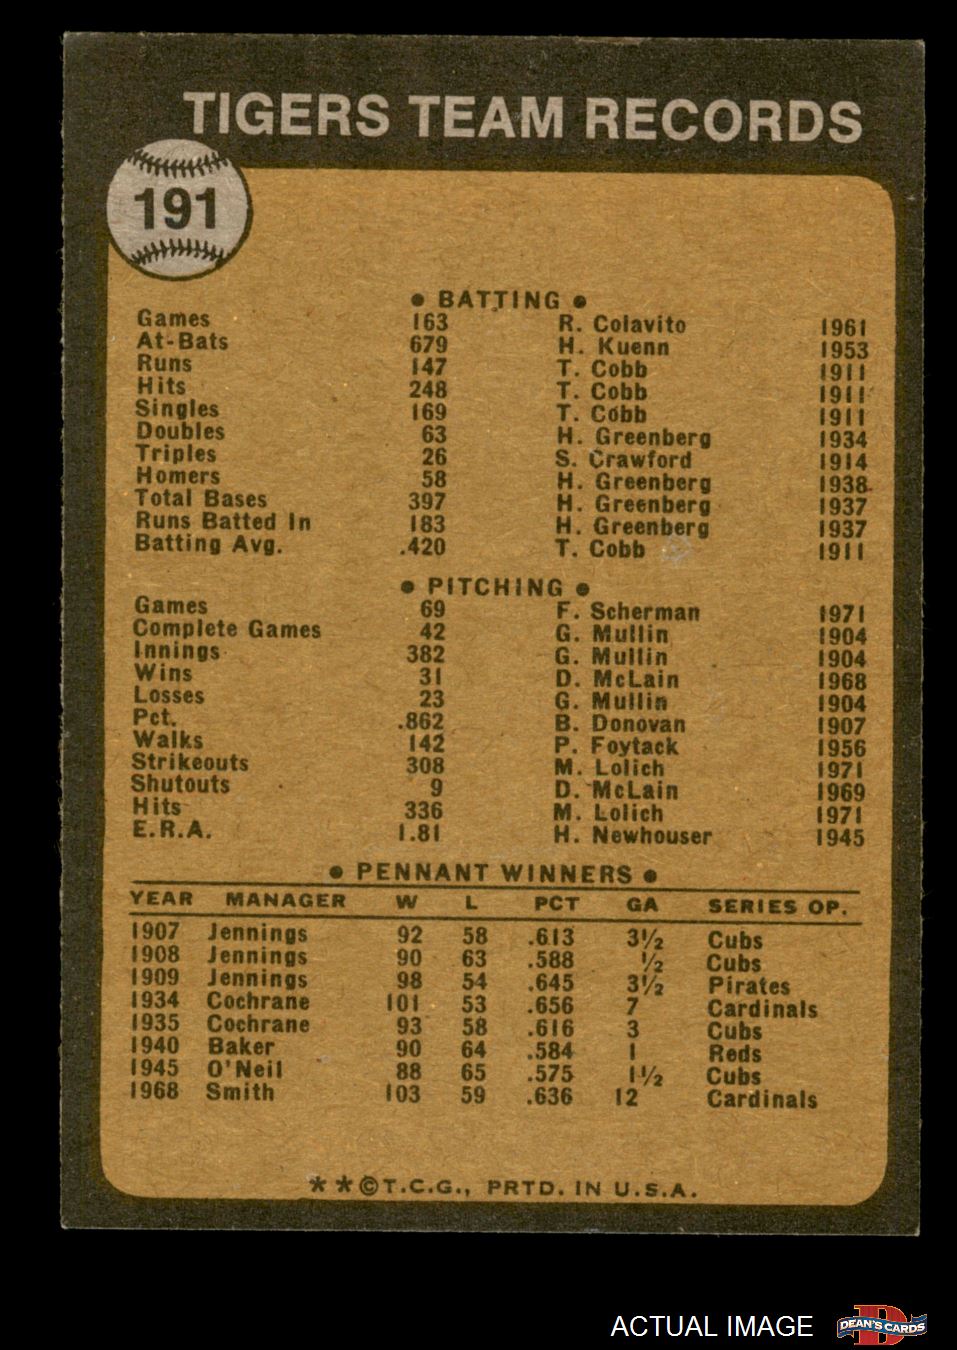 TIGERS TEAM RECORDS
191
● BATTING ●
Games 163 R. Colavito 1961
At-Bats 679 H. Kuenn 1953
Runs 147 T. Cobb 1911
Hits 248 T. Cobb 1911
Singles 169 T. Cobb 1911
Doubles 63 H. Greenberg 1934
Triples 26 S. Crawford 1914
Homers 58 H. Greenberg 1938
Total Bases 397 H. Greenberg 1937
Runs Batted In 183 H. Greenberg 1937
Batting Avg. .420 T. Cobb 1911
● PITCHING ●
Games 69 F. Scherman 1971
Complete Games 42 G. Mullin 1904
Innings 382 G. Mullin 1904
Wins 31 D. McLain 1968
Losses 23 G. Mullin 1904
Pct. .862 B. Donovan 1907
Walks 142 P. Foytack 1956
Strikeouts 308 M. Lolich 1971
Shutouts 9 D. McLain 1969
Hits 336 M. Lolich 1971
E.R.A. 1.81 H. Newhouser 1945
● PENNANT WINNERS ●
YEAR MANAGER W L PCT GA SERIES OP.
1907 Jennings 92 58 .613 3½ Cubs
1908 Jennings 90 63 .588 ½ Cubs
1909 Jennings 98 54 .645 3½ Pirates
1934 Cochrane 101 53 .656 7 Cardinals
1935 Cochrane 93 58 .616 3 Cubs
1940 Baker 90 64 .584 1 Reds
1945 O'Neil 88 65 .575 1½ Cubs
1968 Smith 103 59 .636 12 Cardinals
**©T.C.G., PRTD. IN U.S.A.
ACTUAL IMAGE
D
DEAN'S CARDS